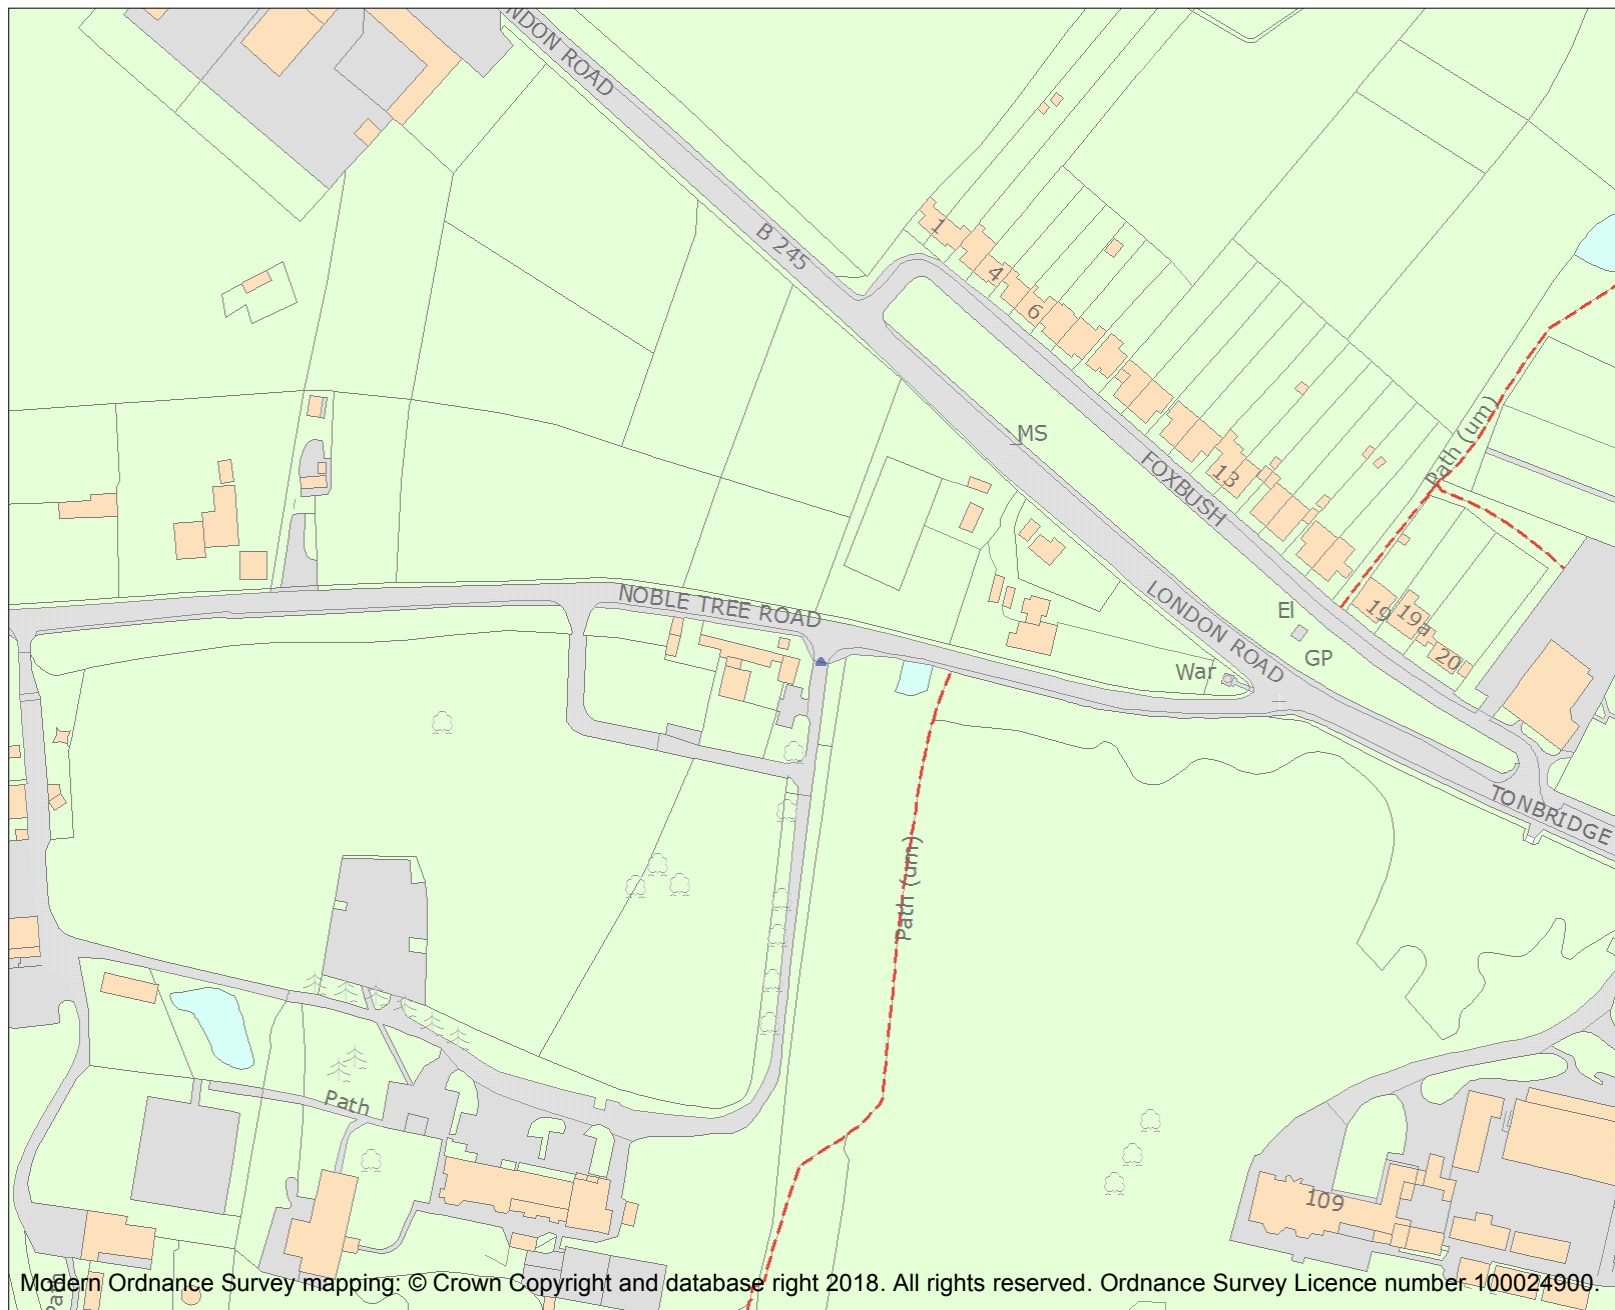 NDON ROAD
B 245
1
4
6
MS
13
FOXBUSH
Path (um)
NOBLE TREE ROAD
LONDON ROAD
El
GP
19
19a
20
War
TONBRIDGE
Path (um)
Path
109
Path
Modern Ordnance Survey mapping: © Crown Copyright and database right 2018. All rights reserved. Ordnance Survey Licence number 100024900.